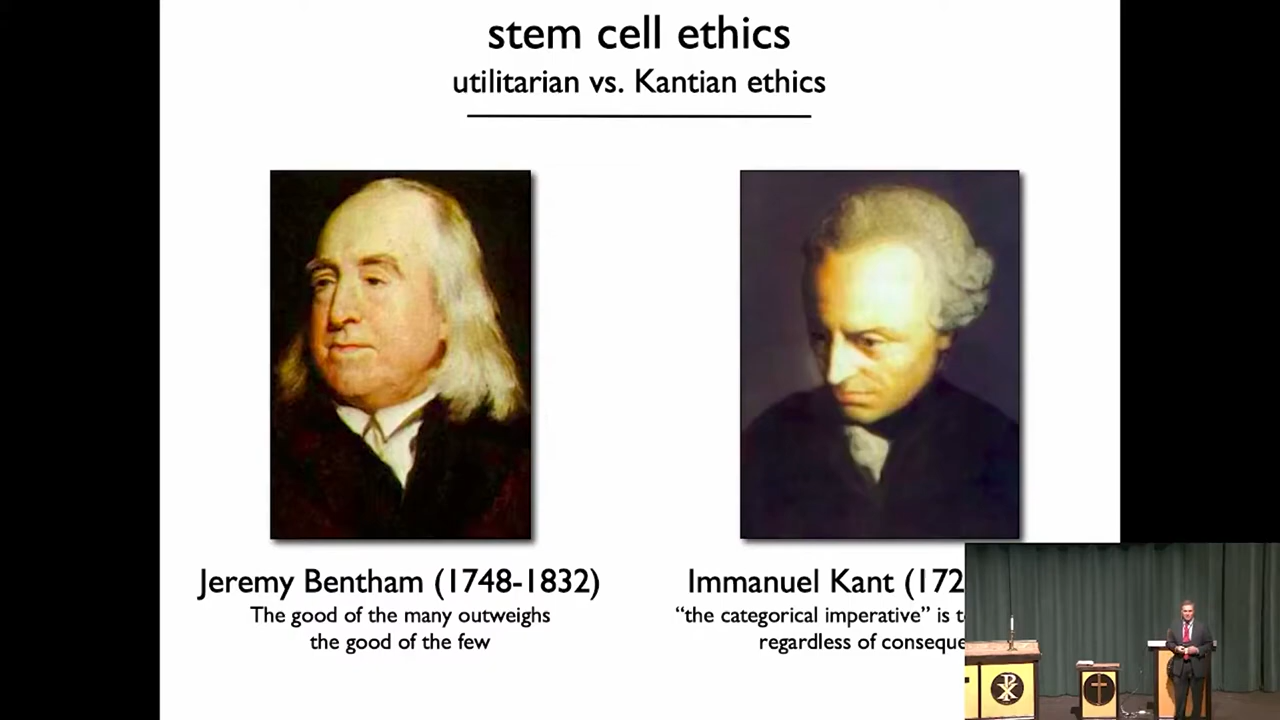 stem cell ethics
utilitarian vs. Kantian ethics
Jeremy Bentham (1748-1832)
The good of the many outweighs
the good of the few
Immanuel Kant (172
“the categorical imperative” is t
regardless of conseque